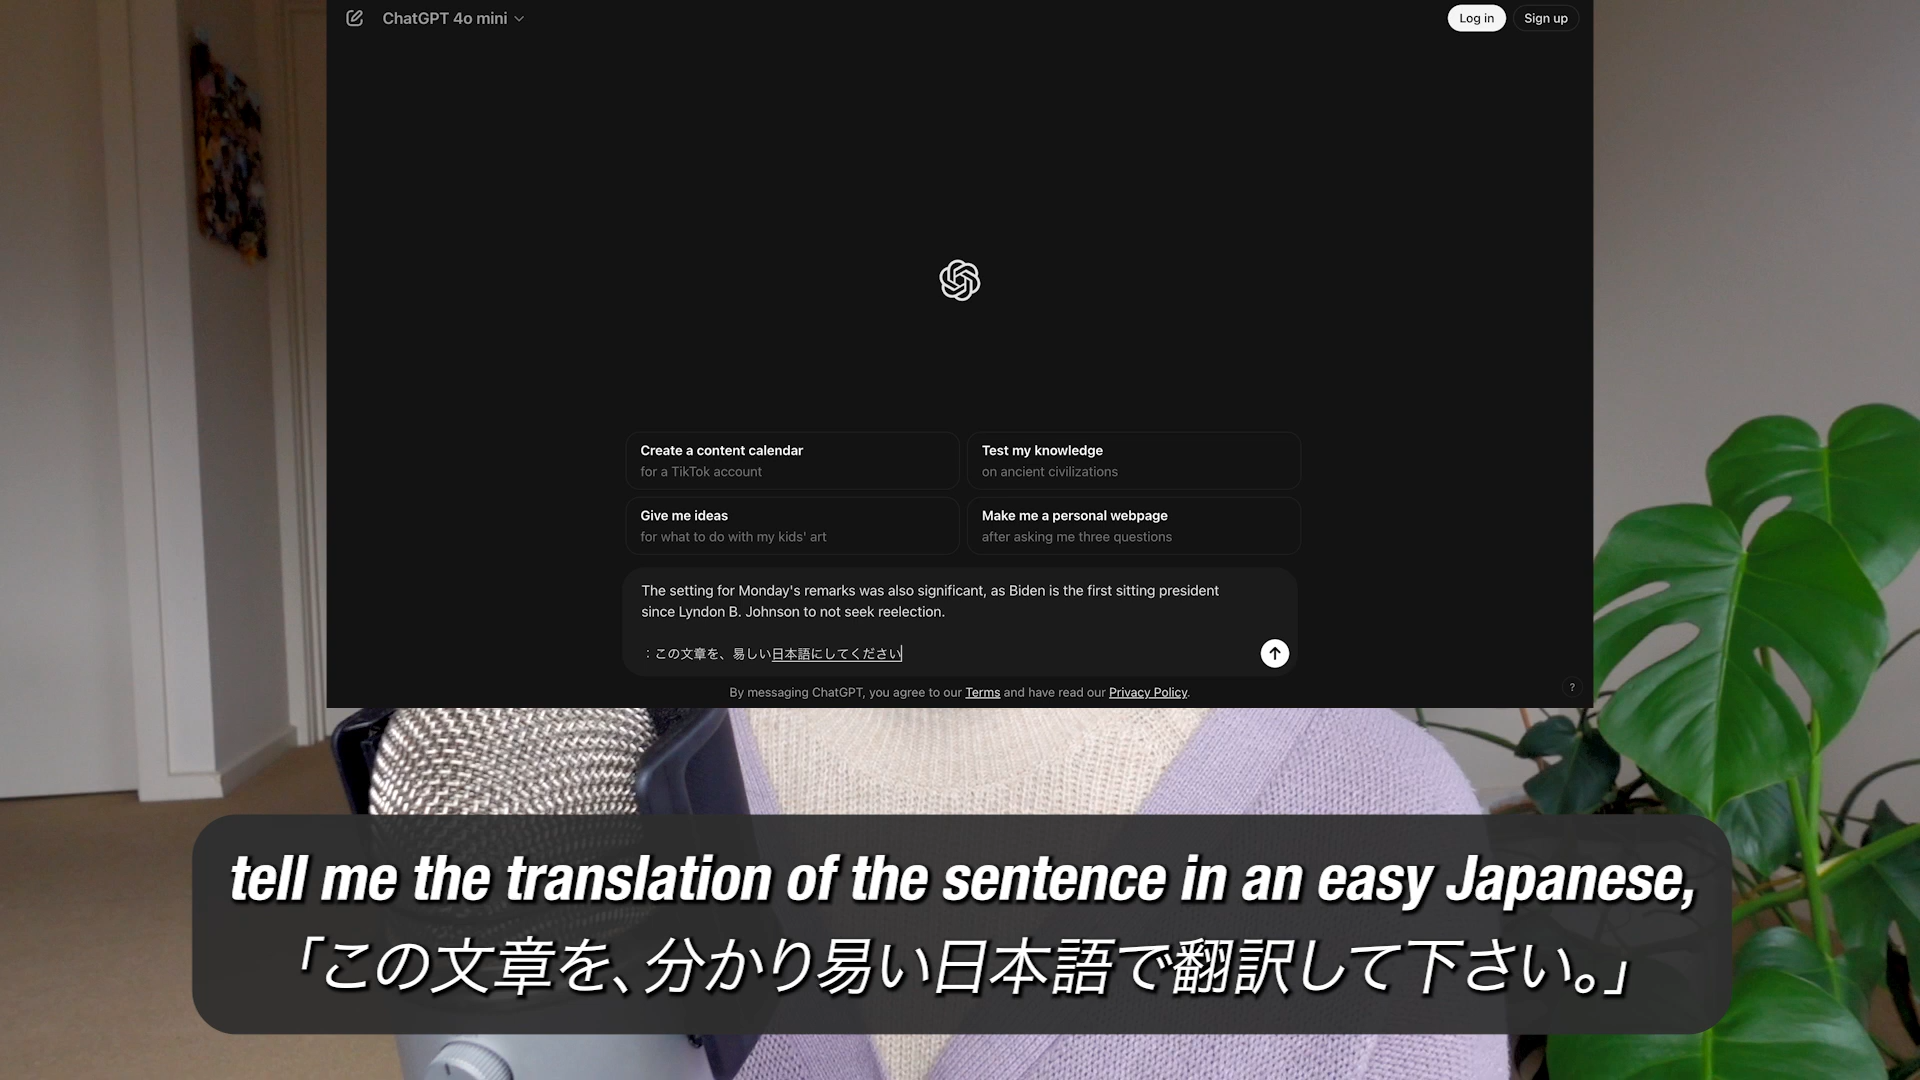 ChatGPT 4o mini
Log in
Sign up
Create a content calendar
for a TikTok account
Test my knowledge
on ancient civilizations
Give me ideas
for what to do with my kids' art
Make me a personal webpage
after asking me three questions
The setting for Monday's remarks was also significant, as Biden is the first sitting president
since Lyndon B. Johnson to not seek reelection.
：この文章を、易しい日本語にしてください
By messaging ChatGPT, you agree to our Terms and have read our Privacy Policy.
?
tell me the translation of the sentence in an easy Japanese,
「この文章を、分かり易い日本語で翻訳して下さい。」